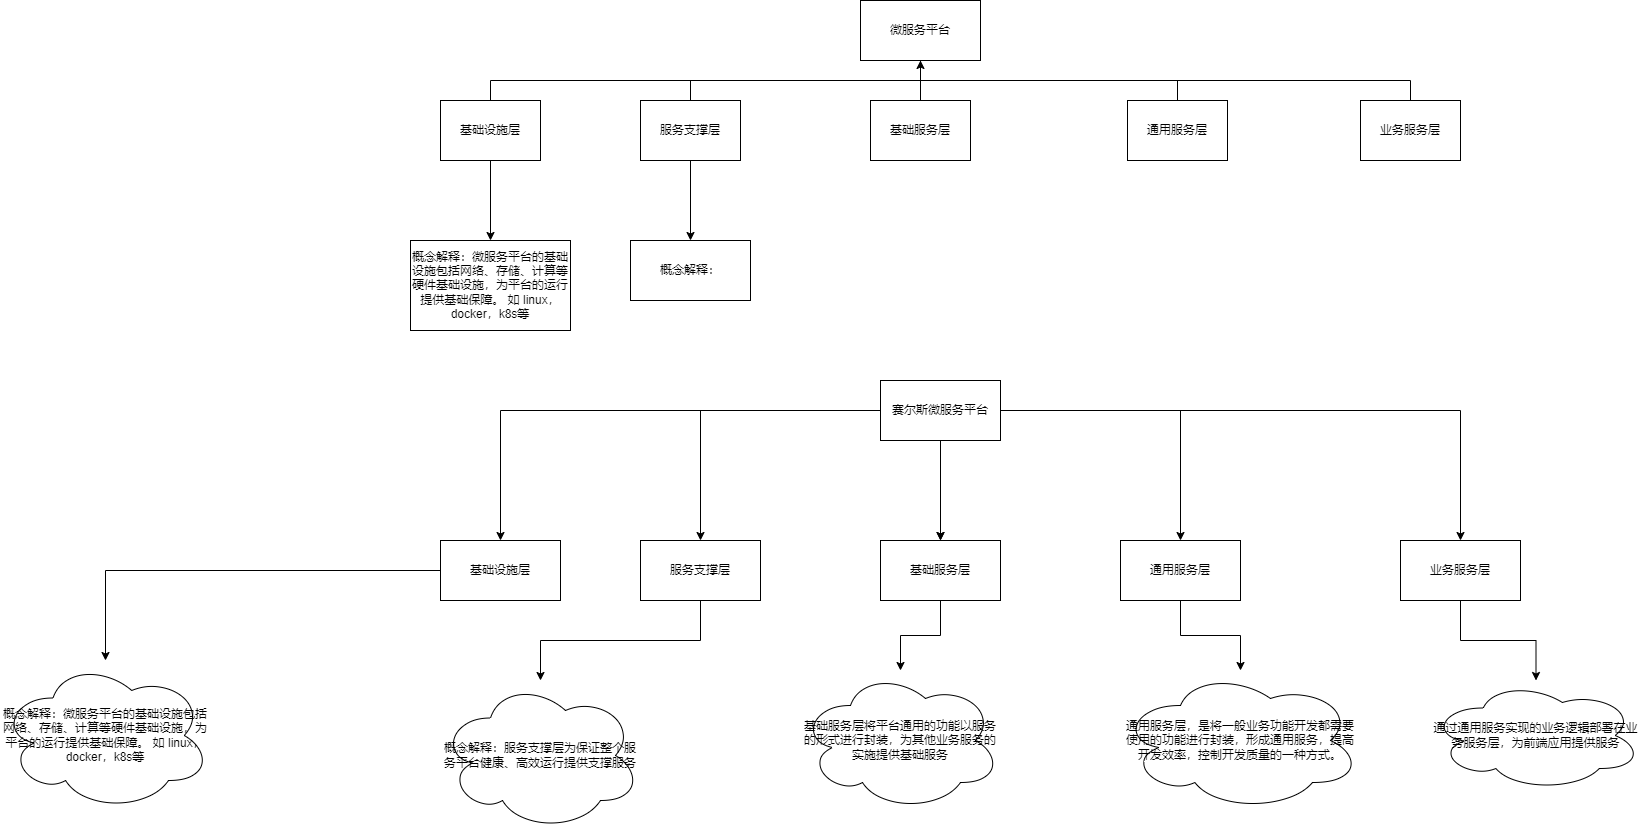 微服务平台
基础设施层
服务支撑层
基础服务层
通用服务层
业务服务层
概念解释：微服务平台的基础
设施包括网络、存储、计算等
硬件基础设施，为平台的运行
提供基础保障。 如 linux，
docker，k8s等
概念解释：
赛尔斯微服务平台
基础设施层
服务支撑层
基础服务层
通用服务层
业务服务层
概念解释：微服务平台的基础设施包括
网络、存储、计算等硬件基础设施，为
平台的运行提供基础保障。 如 linux，
docker，k8s等
概念解释：服务支撑层为保证整个服
务平台健康、高效运行提供支撑服务
基础服务层将平台通用的功能以服务
的形式进行封装，为其他业务服务的
实施提供基础服务
通用服务层，是将一般业务功能开发都需要
使用的功能进行封装，形成通用服务，提高
开发效率，控制开发质量的一种方式。
通过通用服务实现的业务逻辑部署在业
务服务层，为前端应用提供服务